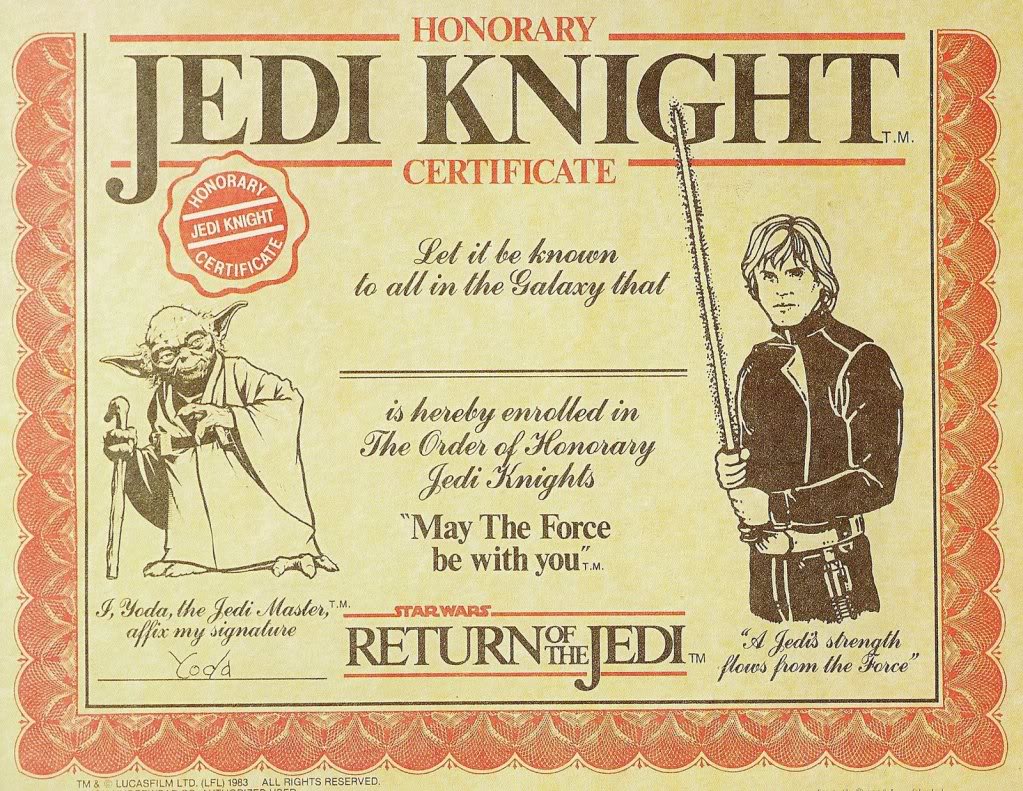 HONORARY
JEDI KNIGHT T.M.
CERTIFICATE
HONORARY
JEDI KNIGHT
CERTIFICATE
Let it be known
to all in the Galaxy that
is hereby enrolled in
The Order of Honorary
Jedi Knights
"May The Force
be with you" T.M.
I, Yoda, the Jedi Master, T.M.
affix my signature
Yoda
STAR WARS
RETURN OF THE JEDI TM
"A Jedi's strength
flows from the Force"
TM & © LUCASFILM LTD. (LFL) 1983 ALL RIGHTS RESERVED.